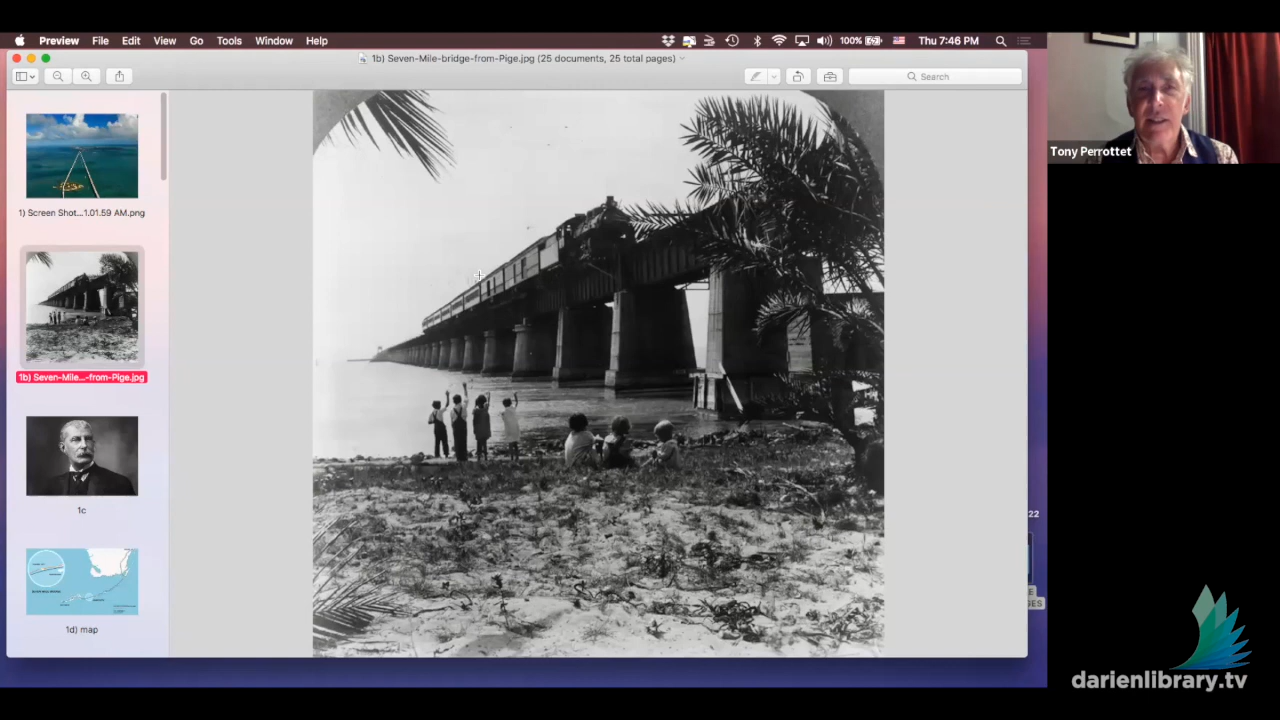 Preview File Edit View Go Tools Window Help
100% Thu 7:46 PM
1b) Seven-Mile-bridge-from-Pige.jpg (25 documents, 25 total pages)
Search
1) Screen Shot...1.01.59 AM.png
1b) Seven-Mile...-from-Pige.jpg
1c
1d) map
Tony Perrottet
22
E
GES
darienlibrary.tv